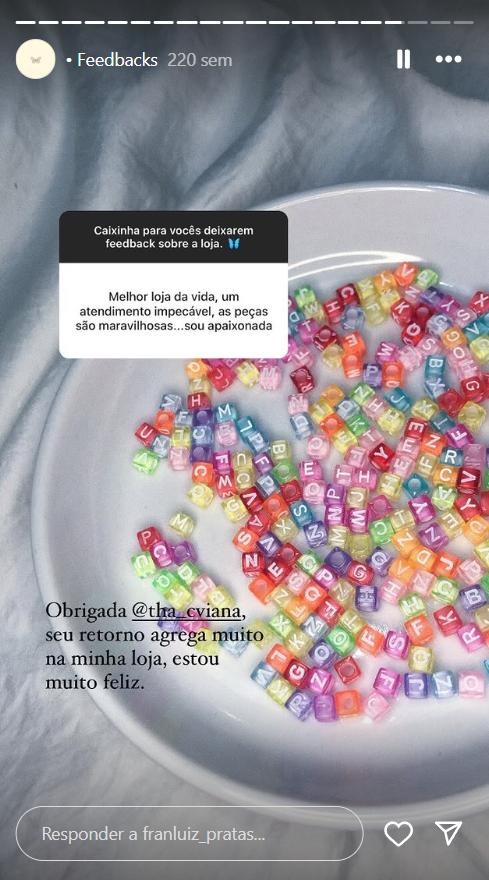 • Feedbacks 220 sem
Caixinha para vocês deixarem
feedback sobre a loja. 🦋
Melhor loja da vida, um
atendimento impecável, as peças
são maravilhosas...sou apaixonada
Obrigada @tha_cviana,
seu retorno agrega muito
na minha loja, estou
muito feliz.
Responder a franluiz_pratas...